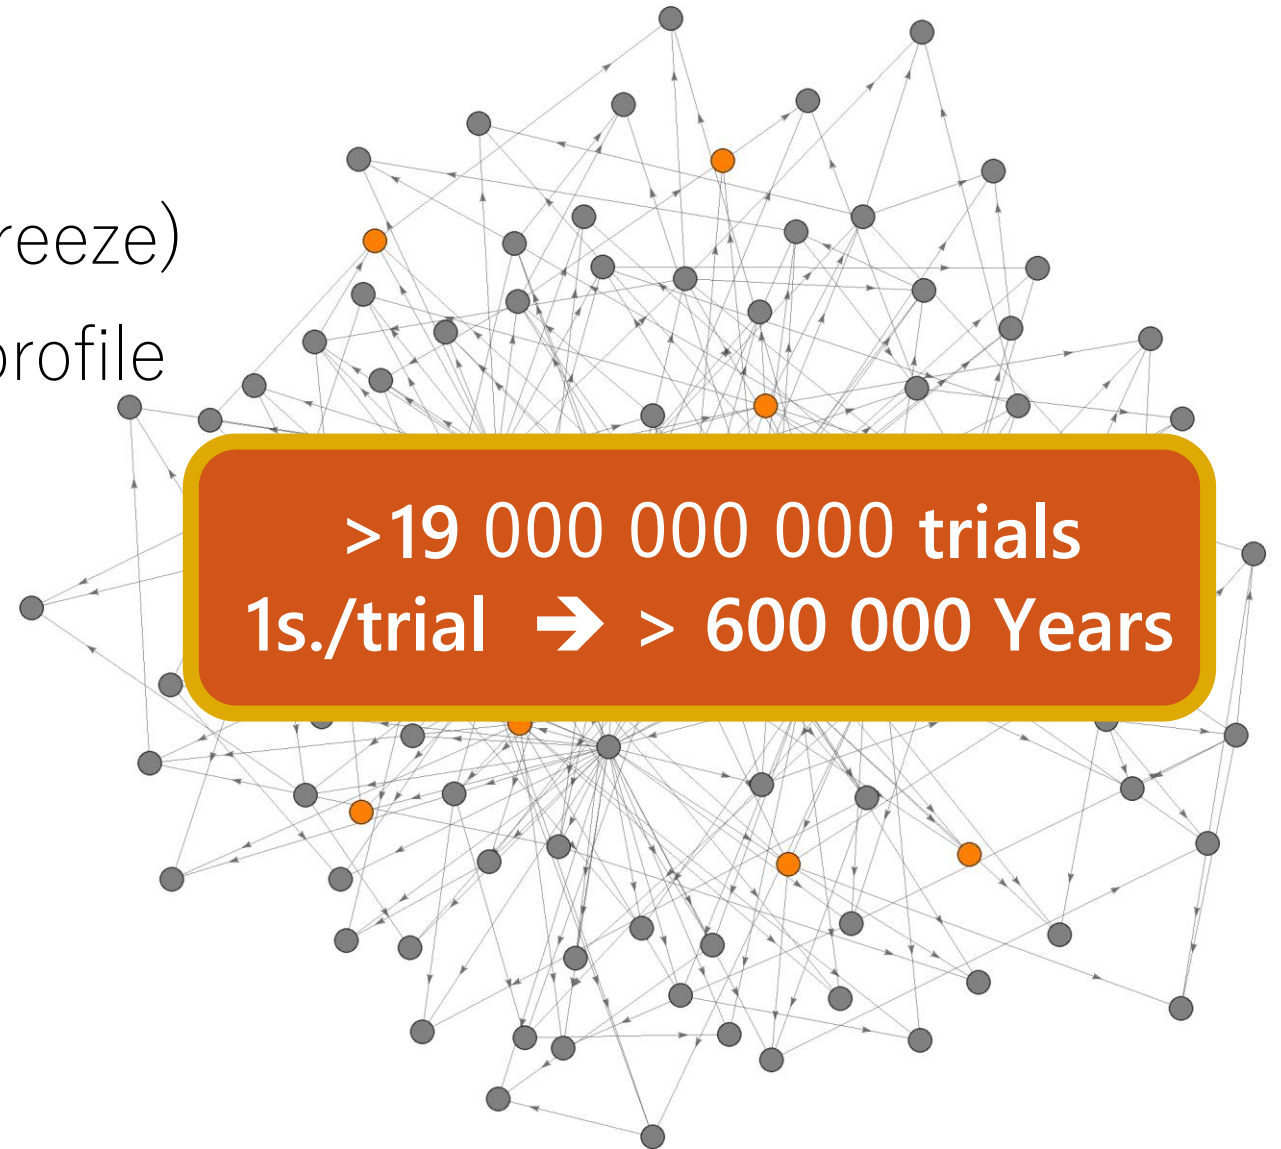 reeze)
profile
>19 000 000 000 trials
1s./trial ➔ > 600 000 Years